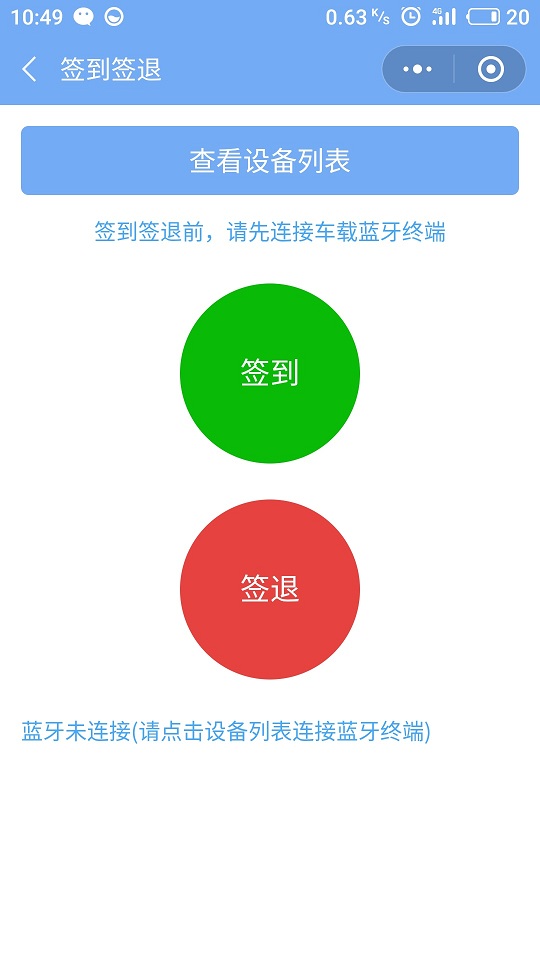 10:49 0.63 K/s 4G 20
签到签退
查看设备列表
签到签退前，请先连接车载蓝牙终端
签到
签退
蓝牙未连接(请点击设备列表连接蓝牙终端)